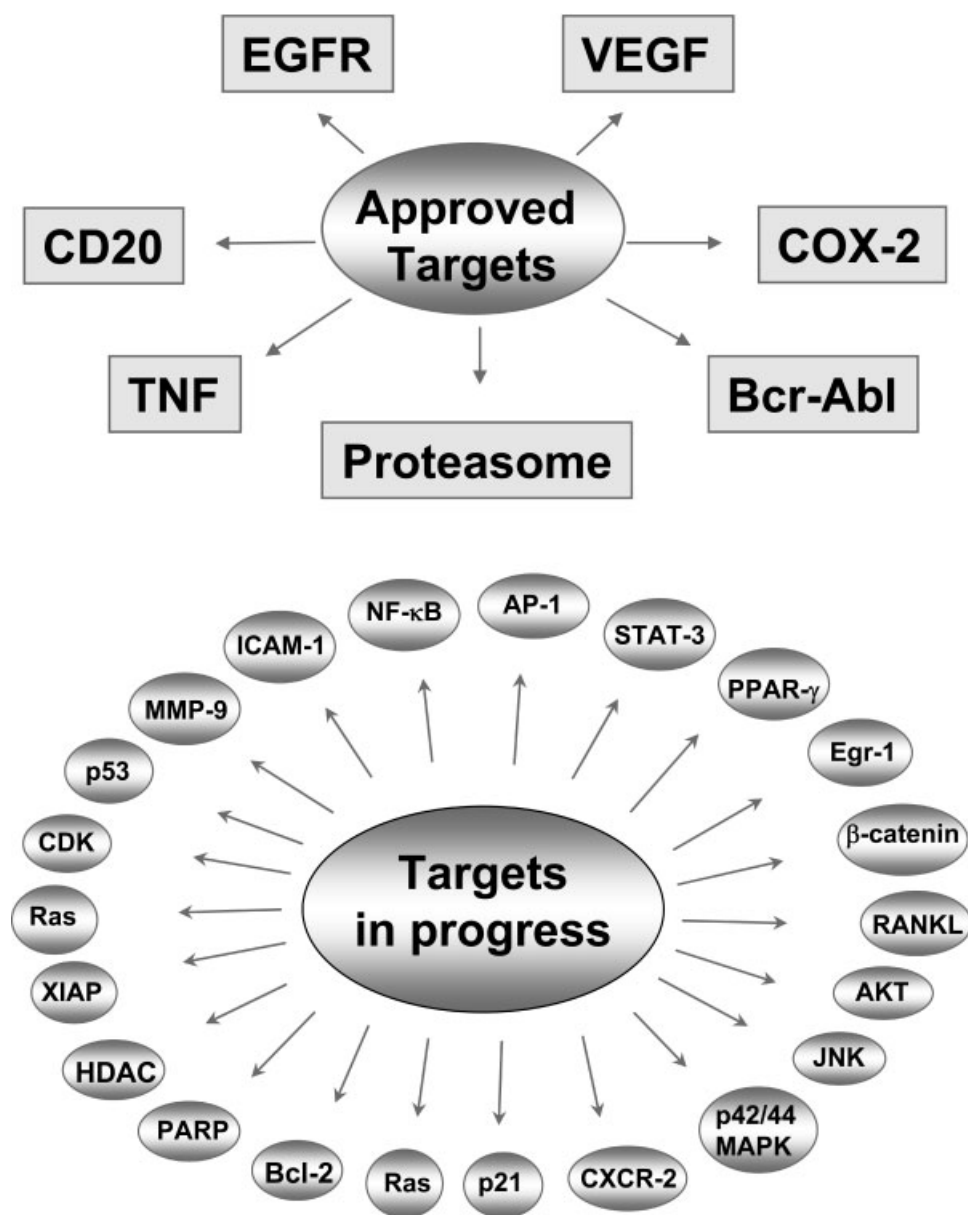 EGFR
VEGF
Approved
Targets
CD20
COX-2
TNF
Bcr-Abl
Proteasome
NF-κB
AP-1
STAT-3
ICAM-1
PPAR-γ
MMP-9
Egr-1
p53
β-catenin
CDK
Targets
in progress
Ras
RANKL
XIAP
AKT
HDAC
JNK
PARP
p42/44
MAPK
Bcl-2
Ras
p21
CXCR-2